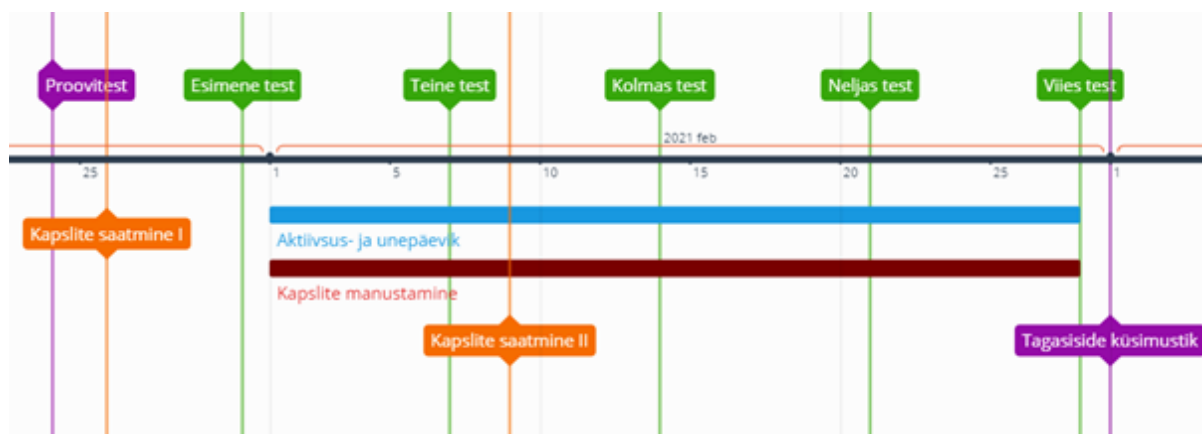 Proovitest
Esimene test
Teine test
Kolmas test
Neljas test
Viies test
2021 feb
25
1
5
10
15
20
25
1
Kapslite saatmine I
Aktiivsus- ja unepäevik
Kapslite manustamine
Kapslite saatmine II
Tagasiside küsimustik